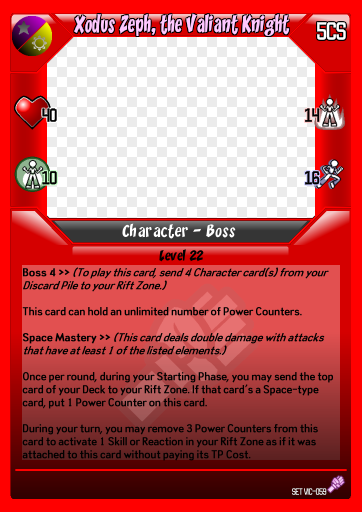 Xodus Zeph, the Valiant Knight
5CS
40
14
10
16
Character - Boss
Level 22
Boss 4 >> (To play this card, send 4 Character card(s) from your
Discard Pile to your Rift Zone.)
This card can hold an unlimited number of Power Counters.
Space Mastery >> (This card deals double damage with attacks
that have at least 1 of the listed elements.)
Once per round, during your Starting Phase, you may send the top
card of your Deck to your Rift Zone. If that card's a Space-type
card, put 1 Power Counter on this card.
During your turn, you may remove 3 Power Counters from this
card to activate 1 Skill or Reaction in your Rift Zone as if it was
attached to this card without paying its TP Cost.
SET VIC-059